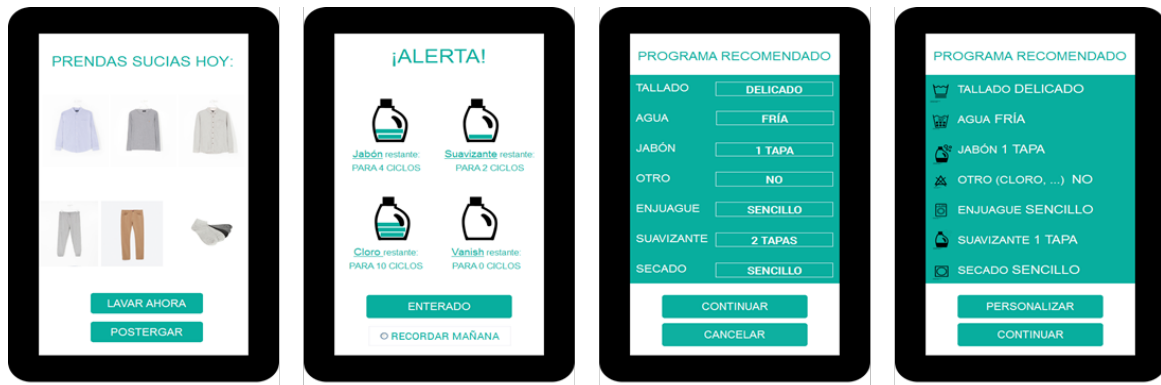 PRENDAS SUCIAS HOY:
LAVAR AHORA
POSTERGAR
¡ALERTA!
Jabón restante:
PARA 4 CICLOS
Suavizante restante:
PARA 2 CICLOS
Cloro restante:
PARA 10 CICLOS
Vanish restante:
PARA 0 CICLOS
ENTERADO
RECORDAR MAÑANA
PROGRAMA RECOMENDADO
TALLADO DELICADO
AGUA FRÍA
JABÓN 1 TAPA
OTRO NO
ENJUAGUE SENCILLO
SUAVIZANTE 2 TAPAS
SECADO SENCILLO
CONTINUAR
CANCELAR
PROGRAMA RECOMENDADO
TALLADO DELICADO
AGUA FRÍA
JABÓN 1 TAPA
OTRO (CLORO, ...) NO
ENJUAGUE SENCILLO
SUAVIZANTE 1 TAPA
SECADO SENCILLO
PERSONALIZAR
CONTINUAR